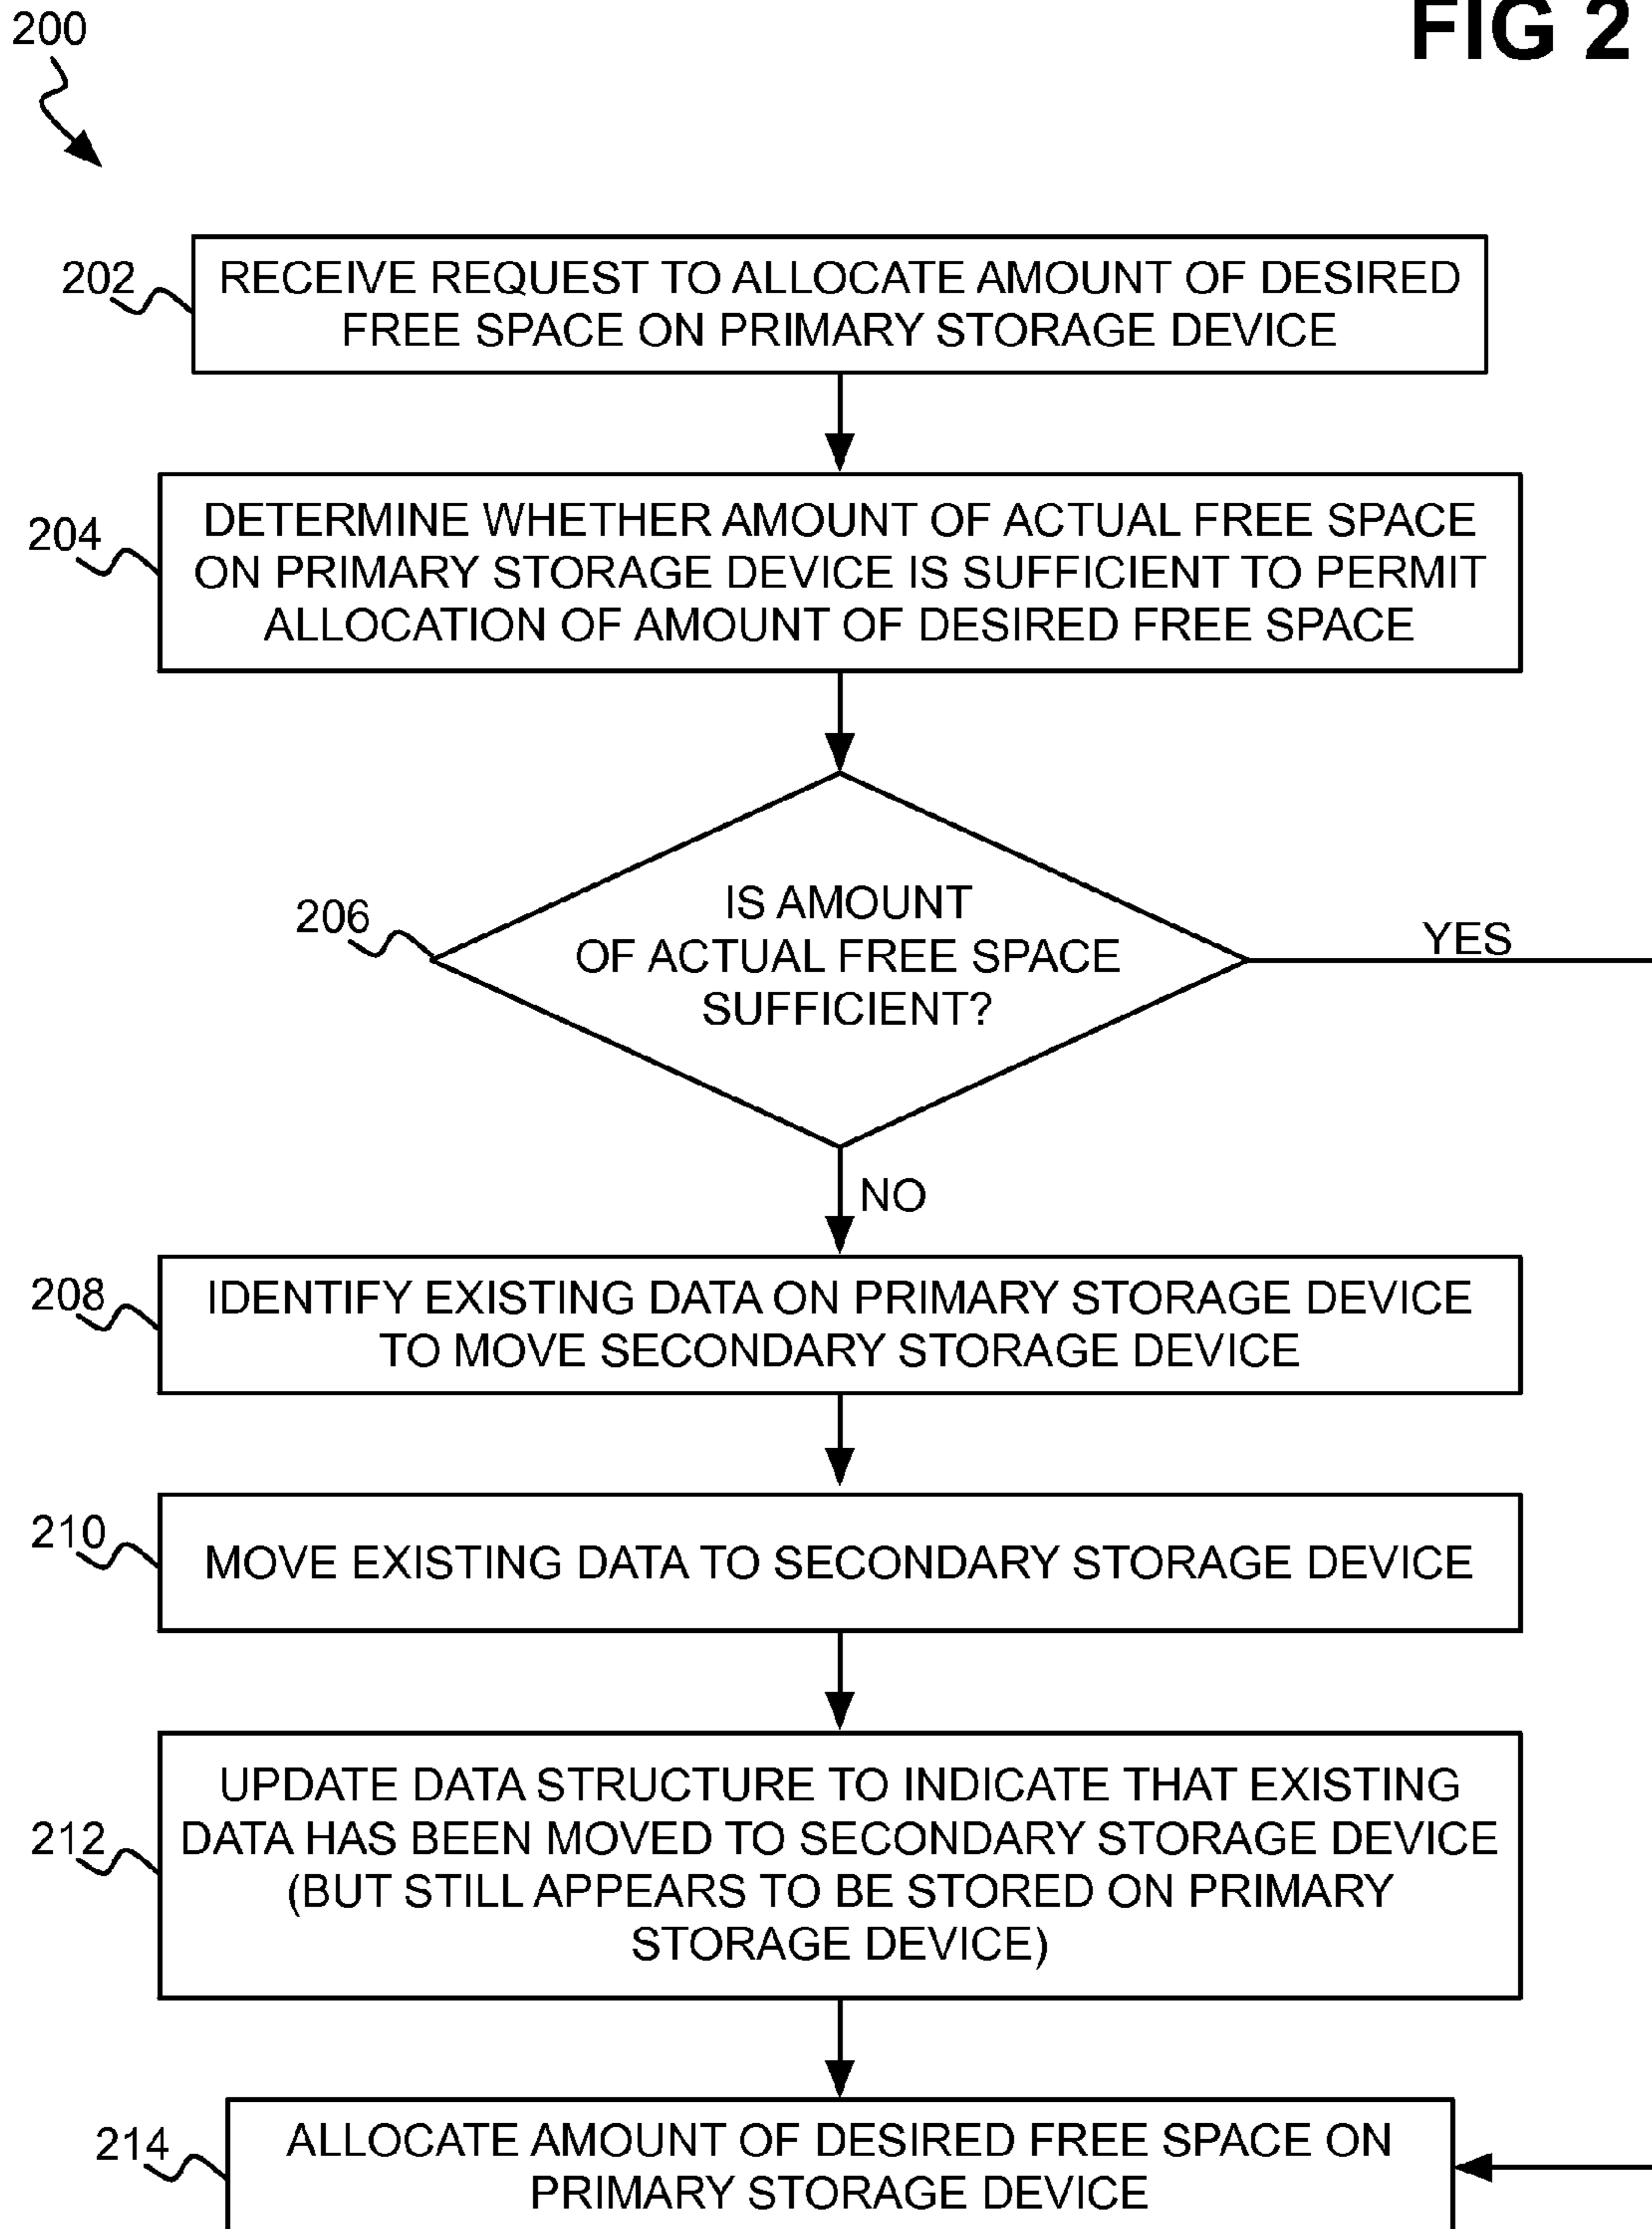 200
FIG 2
202
RECEIVE REQUEST TO ALLOCATE AMOUNT OF DESIRED
FREE SPACE ON PRIMARY STORAGE DEVICE
204
DETERMINE WHETHER AMOUNT OF ACTUAL FREE SPACE
ON PRIMARY STORAGE DEVICE IS SUFFICIENT TO PERMIT
ALLOCATION OF AMOUNT OF DESIRED FREE SPACE
206
IS AMOUNT
OF ACTUAL FREE SPACE
SUFFICIENT?
YES
NO
208
IDENTIFY EXISTING DATA ON PRIMARY STORAGE DEVICE
TO MOVE SECONDARY STORAGE DEVICE
210
MOVE EXISTING DATA TO SECONDARY STORAGE DEVICE
212
UPDATE DATA STRUCTURE TO INDICATE THAT EXISTING
DATA HAS BEEN MOVED TO SECONDARY STORAGE DEVICE
(BUT STILL APPEARS TO BE STORED ON PRIMARY
STORAGE DEVICE)
214
ALLOCATE AMOUNT OF DESIRED FREE SPACE ON
PRIMARY STORAGE DEVICE